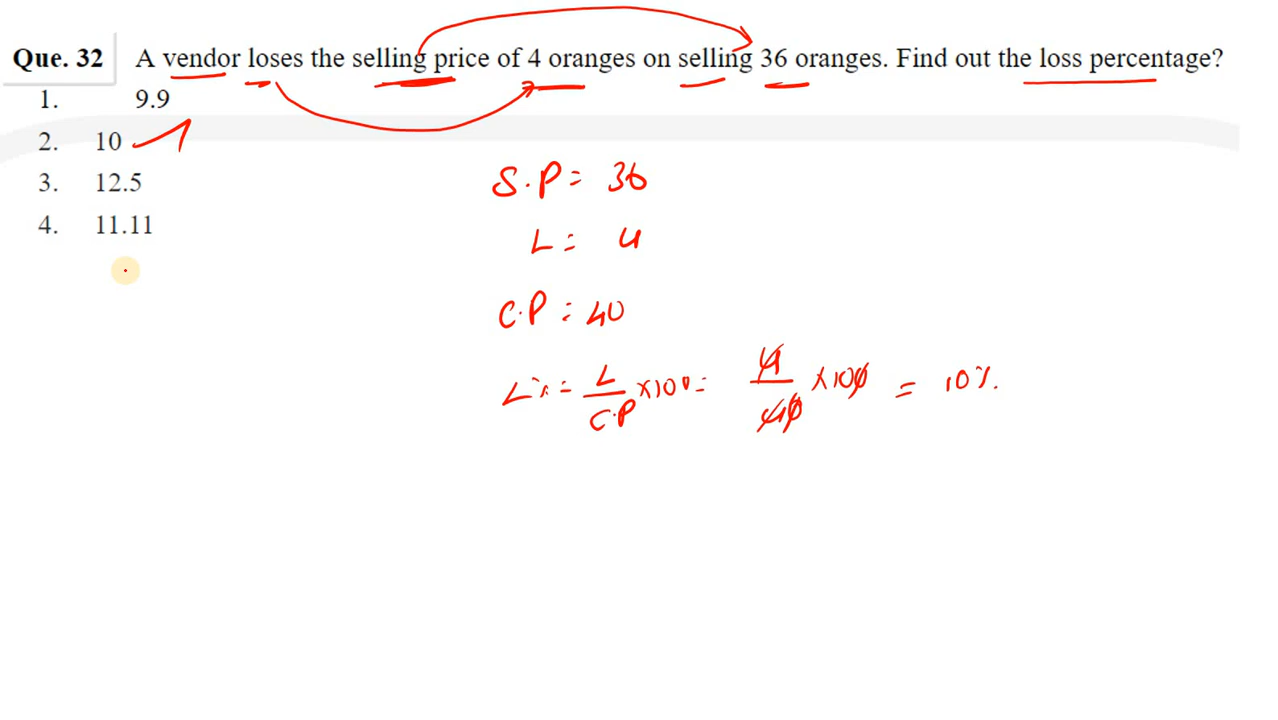 Que. 32 A vendor loses the selling price of 4 oranges on selling 36 oranges. Find out the loss percentage?
1. 9.9
2. 10
3. 12.5
4. 11.11
S.P = 36
L = 4
C.P = 40
L% = L/C.P × 100 = 4/40 × 100 = 10%.